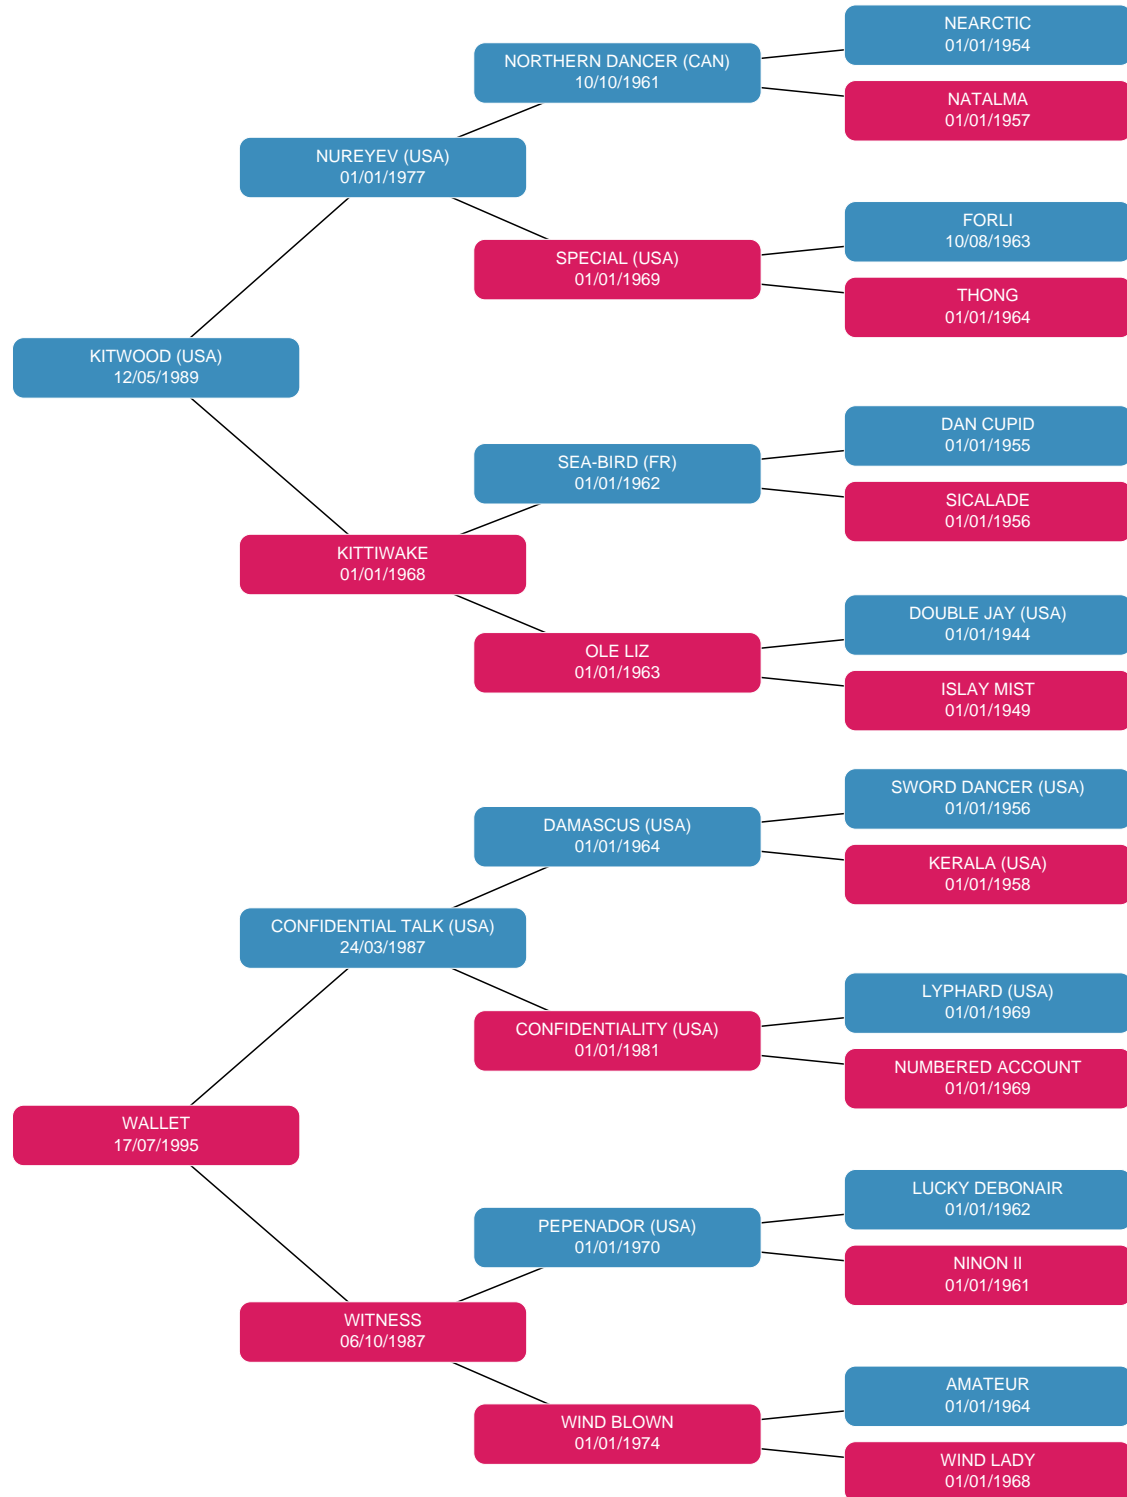 NEARCTIC
01/01/1954
NORTHERN DANCER (CAN)
10/10/1961
NATALMA
01/01/1957
NUREYEV (USA)
01/01/1977
FORLI
10/08/1963
SPECIAL (USA)
01/01/1969
THONG
01/01/1964
KITWOOD (USA)
12/05/1989
DAN CUPID
01/01/1955
SEA-BIRD (FR)
01/01/1962
SICALADE
01/01/1956
KITTIWAKE
01/01/1968
DOUBLE JAY (USA)
01/01/1944
OLE LIZ
01/01/1963
ISLAY MIST
01/01/1949
SWORD DANCER (USA)
01/01/1956
DAMASCUS (USA)
01/01/1964
KERALA (USA)
01/01/1958
CONFIDENTIAL TALK (USA)
24/03/1987
LYPHARD (USA)
01/01/1969
CONFIDENTIALITY (USA)
01/01/1981
NUMBERED ACCOUNT
01/01/1969
WALLET
17/07/1995
LUCKY DEBONAIR
01/01/1962
PEPENADOR (USA)
01/01/1970
NINON II
01/01/1961
WITNESS
06/10/1987
AMATEUR
01/01/1964
WIND BLOWN
01/01/1974
WIND LADY
01/01/1968